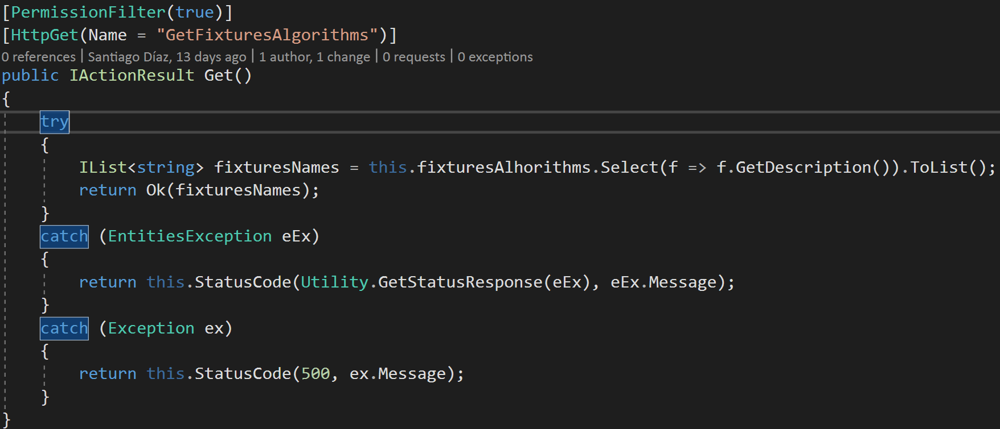 [PermissionFilter(true)]
[HttpGet(Name = "GetFixturesAlgorithms")]
0 references | Santiago Díaz, 13 days ago | 1 author, 1 change | 0 requests | 0 exceptions
public IActionResult Get()
{
    try
    {
        IList<string> fixturesNames = this.fixturesAlhorithms.Select(f => f.GetDescription()).ToList();
        return Ok(fixturesNames);
    }
    catch (EntitiesException eEx)
    {
        return this.StatusCode(Utility.GetStatusResponse(eEx), eEx.Message);
    }
    catch (Exception ex)
    {
        return this.StatusCode(500, ex.Message);
    }
}